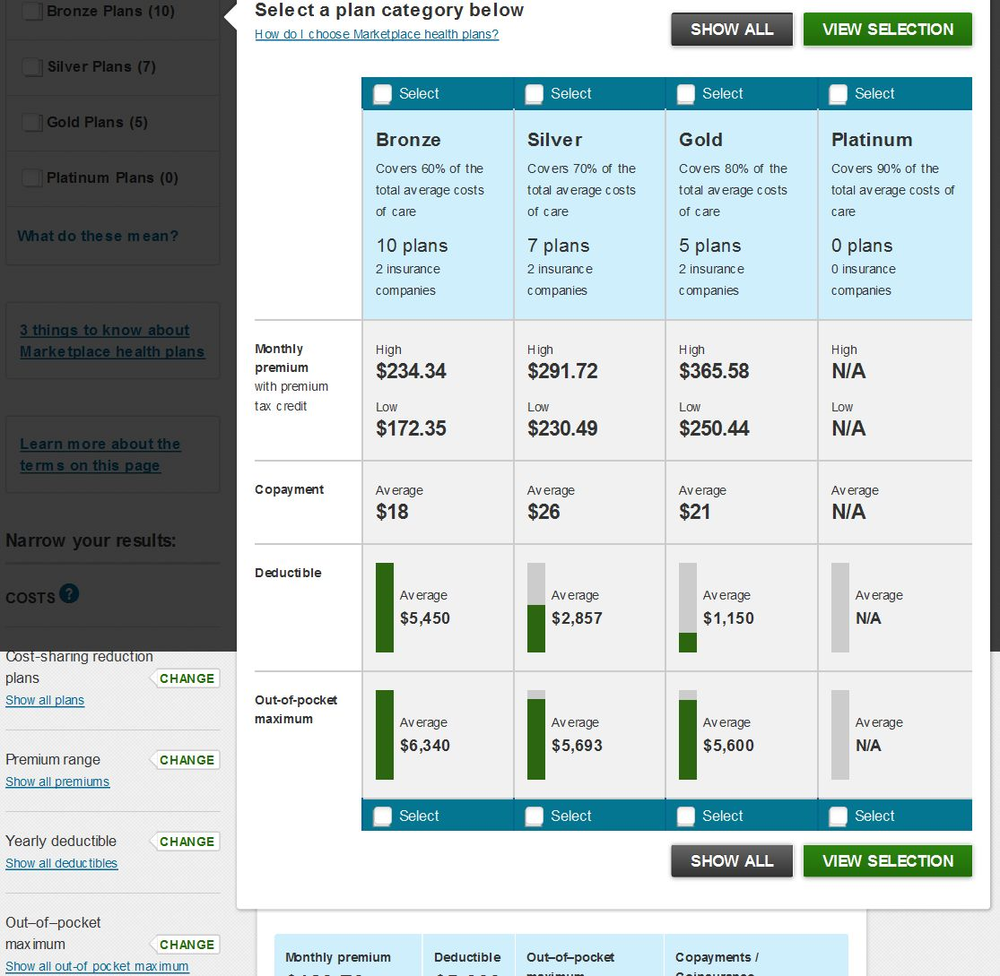 Bronze Plans (10)
Silver Plans (7)
Gold Plans (5)
Platinum Plans (0)
What do these mean?
3 things to know about
Marketplace health plans
Learn more about the
terms on this page
Narrow your results:
COSTS ?
Cost-sharing reduction
plans
CHANGE
Show all plans
Premium range
CHANGE
Show all premiums
Yearly deductible
CHANGE
Show all deductibles
Out–of–pocket
maximum
CHANGE
Show all out-of pocket maximum
Select a plan category below
How do I choose Marketplace health plans?
SHOW ALL VIEW SELECTION
Select Select Select Select
Bronze Silver Gold Platinum
Covers 60% of the Covers 70% of the Covers 80% of the Covers 90% of the
total average costs total average costs total average costs total average costs of
of care of care of care care
10 plans 7 plans 5 plans 0 plans
2 insurance 2 insurance 2 insurance 0 insurance
companies companies companies companies
Monthly High High High High
premium $234.34 $291.72 $365.58 N/A
with premium
tax credit Low Low Low Low
$172.35 $230.49 $250.44 N/A
Copayment Average Average Average Average
$18 $26 $21 N/A
Deductible
Average Average Average Average
$5,450 $2,857 $1,150 N/A
Out-of-pocket
maximum Average Average Average Average
$6,340 $5,693 $5,600 N/A
Select Select Select Select
SHOW ALL VIEW SELECTION
Monthly premium Deductible Out–of–pocket Copayments /
maximum Coinsurance